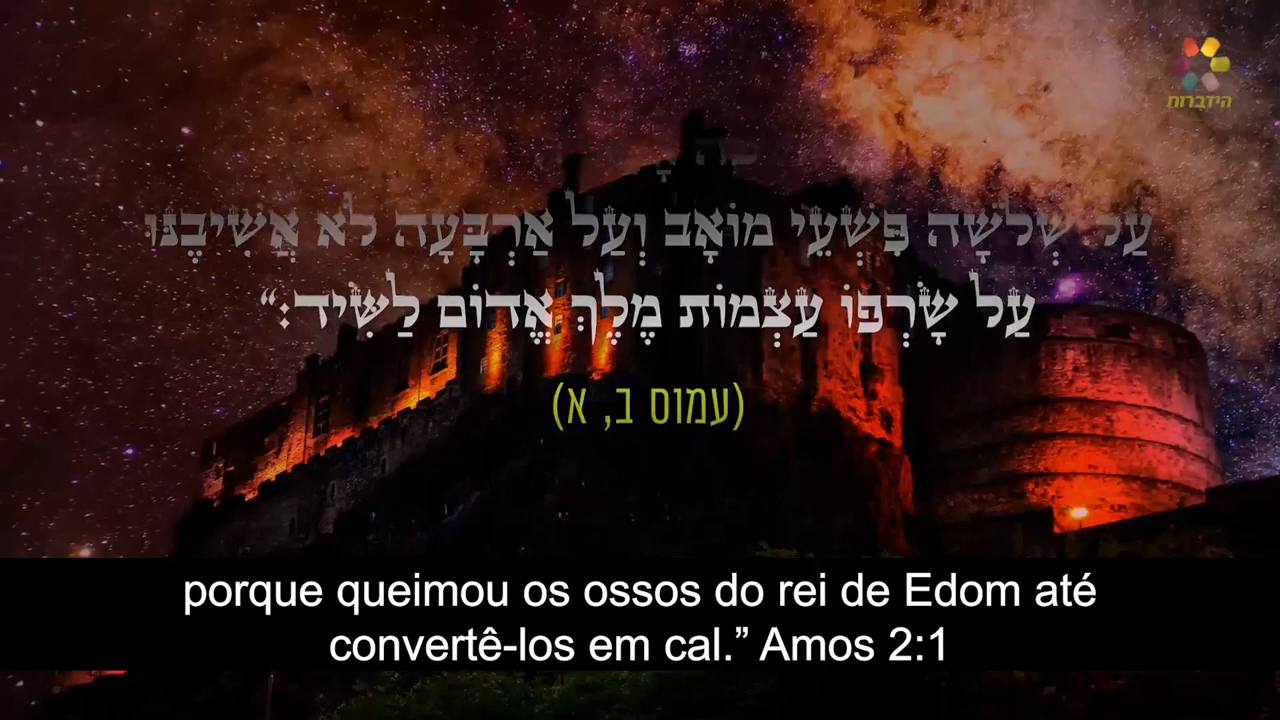 הידברות
עַל שְׁלֹשָׁה פִּשְׁעֵי מוֹאָב וְעַל אַרְבָּעָה לֹא אֲשִׁיבֶנּוּ
עַל שָׂרְפוֹ עַצְמוֹת מֶלֶךְ אֱדוֹם לַשִּׂיד׃“
(עמוס ב, א)
porque queimou os ossos do rei de Edom até
convertê-los em cal.” Amos 2:1